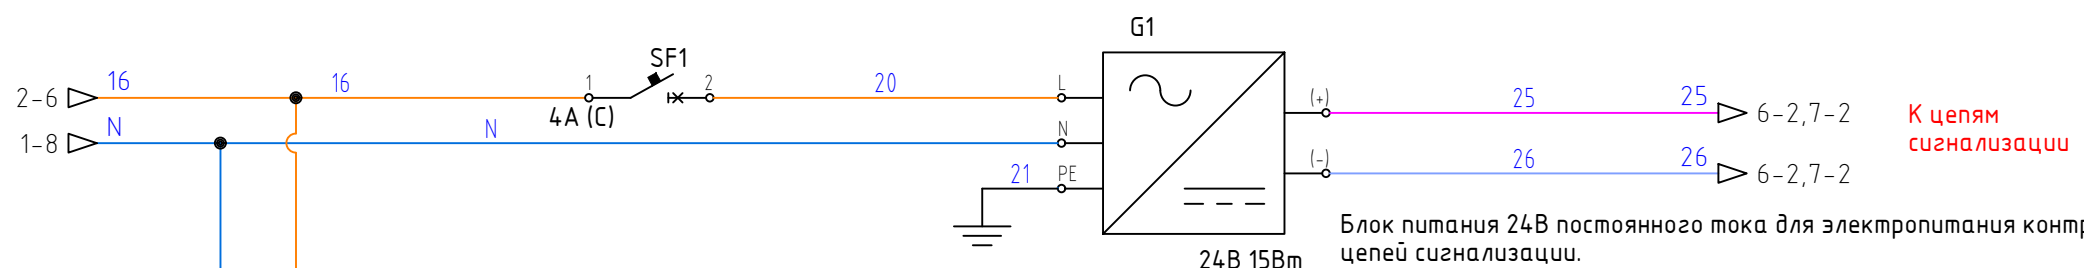 G1
SF1
2-6
16
16
1
2
20
L
4А (С)
1-8
N
N
N
(+)
25
25
6-2,7-2
К цепям
сигнализации
21
PE
(-)
26
26
6-2,7-2
Блок питания 24В постоянного тока для электропитания
24В 15Вт
цепей сигнализации.